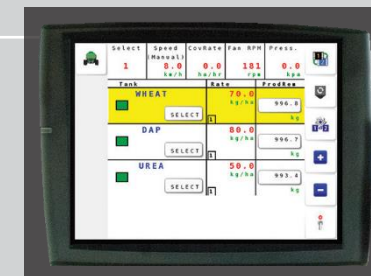 Select Speed CovRate Fan RPM Press.
(Manual)
1 8.0 0.0 181 0.0
km/h ha/hr rpm kpa
Tank Rate ProdRem
WHEAT 70.0
kg/ha 996.8
SELECT 1 kg
DAP 80.0
kg/ha 996.7
SELECT 1 kg
UREA 50.0
kg/ha 993.4
SELECT 1 kg